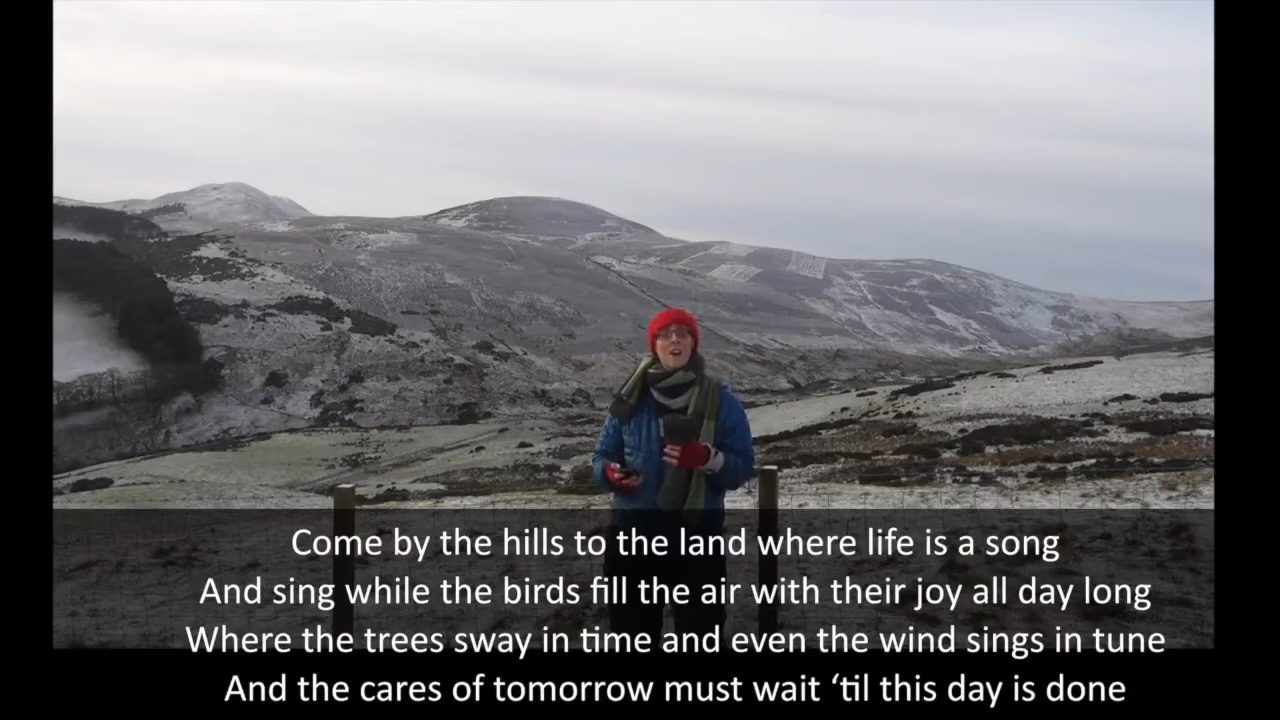 Come by the hills to the land where life is a song
And sing while the birds fill the air with their joy all day long
Where the trees sway in time and even the wind sings in tune
And the cares of tomorrow must wait ‘til this day is done